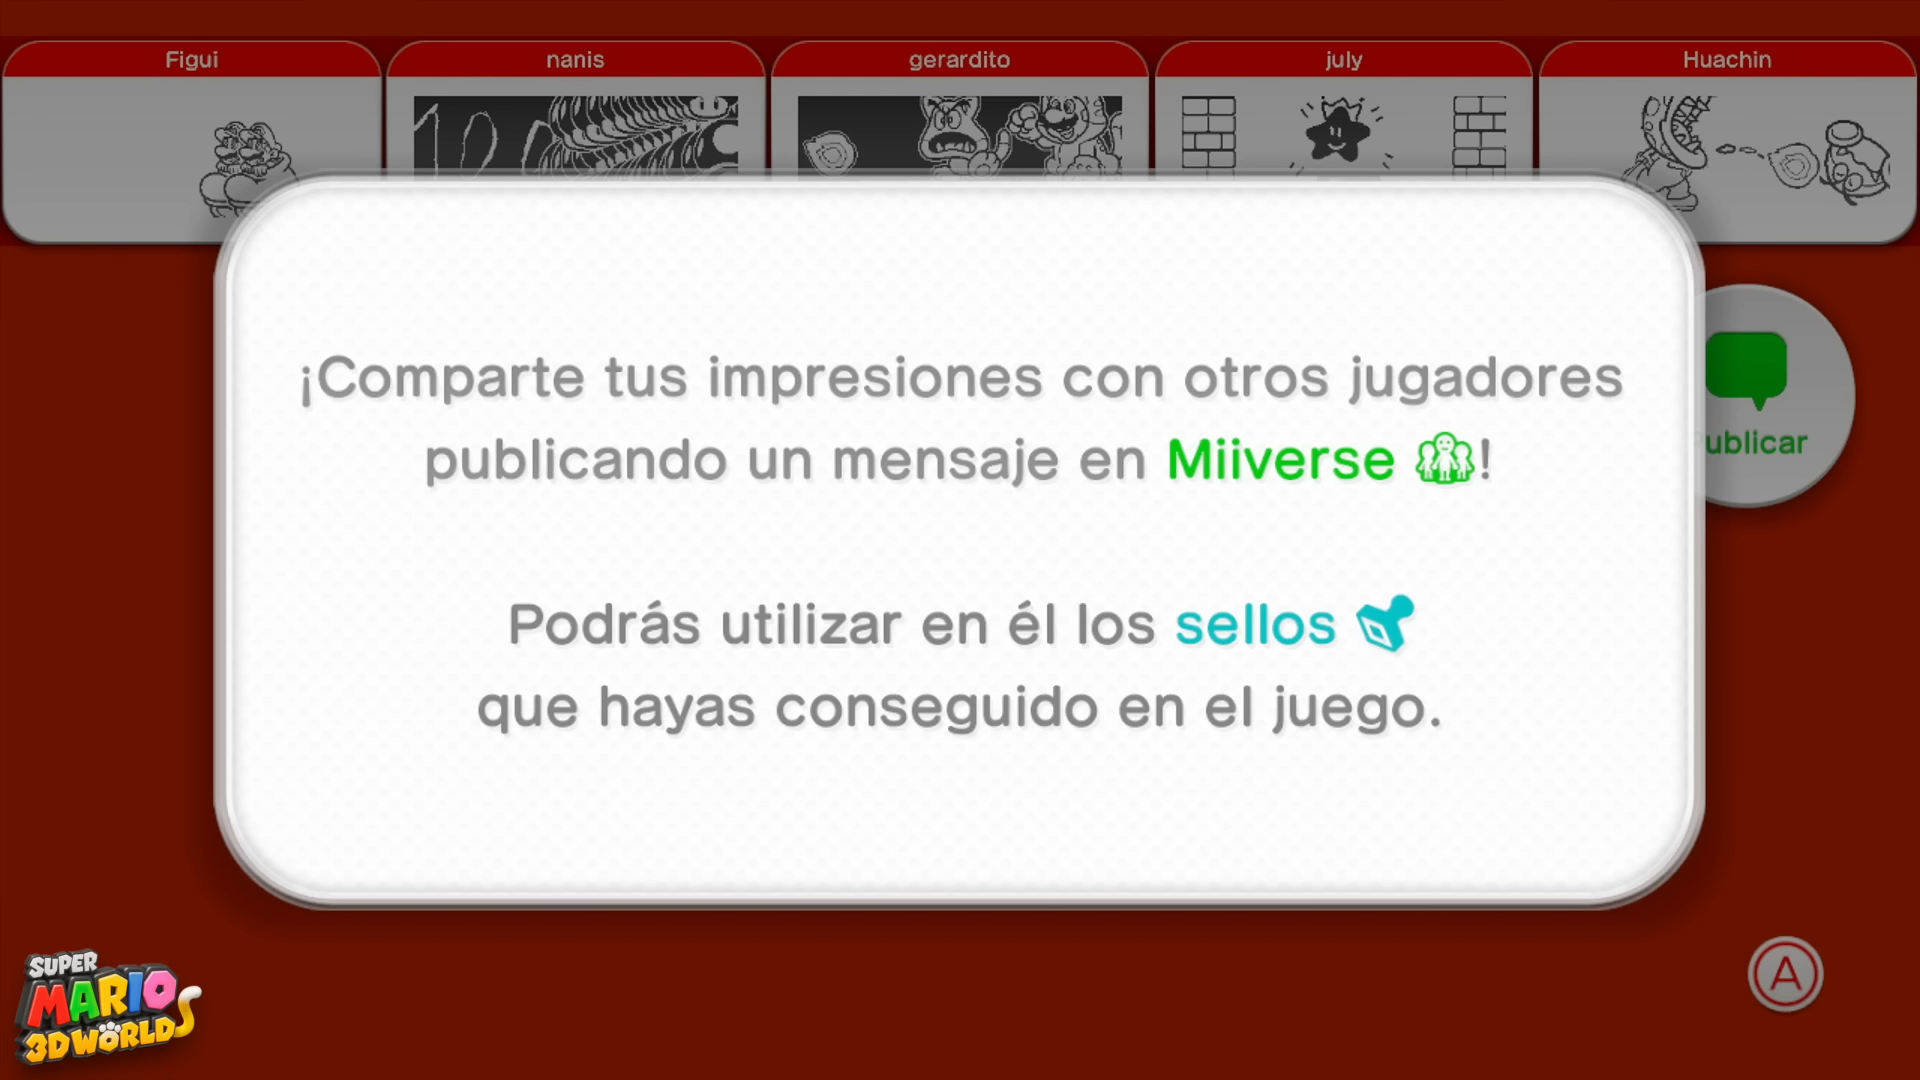 Figui
nanis
gerardito
july
Huachin
¡Comparte tus impresiones con otros jugadores
publicando un mensaje en Miiverse !
Podrás utilizar en él los sellos
que hayas conseguido en el juego.
ublicar
SUPER
MARIO
3D WORLD
A